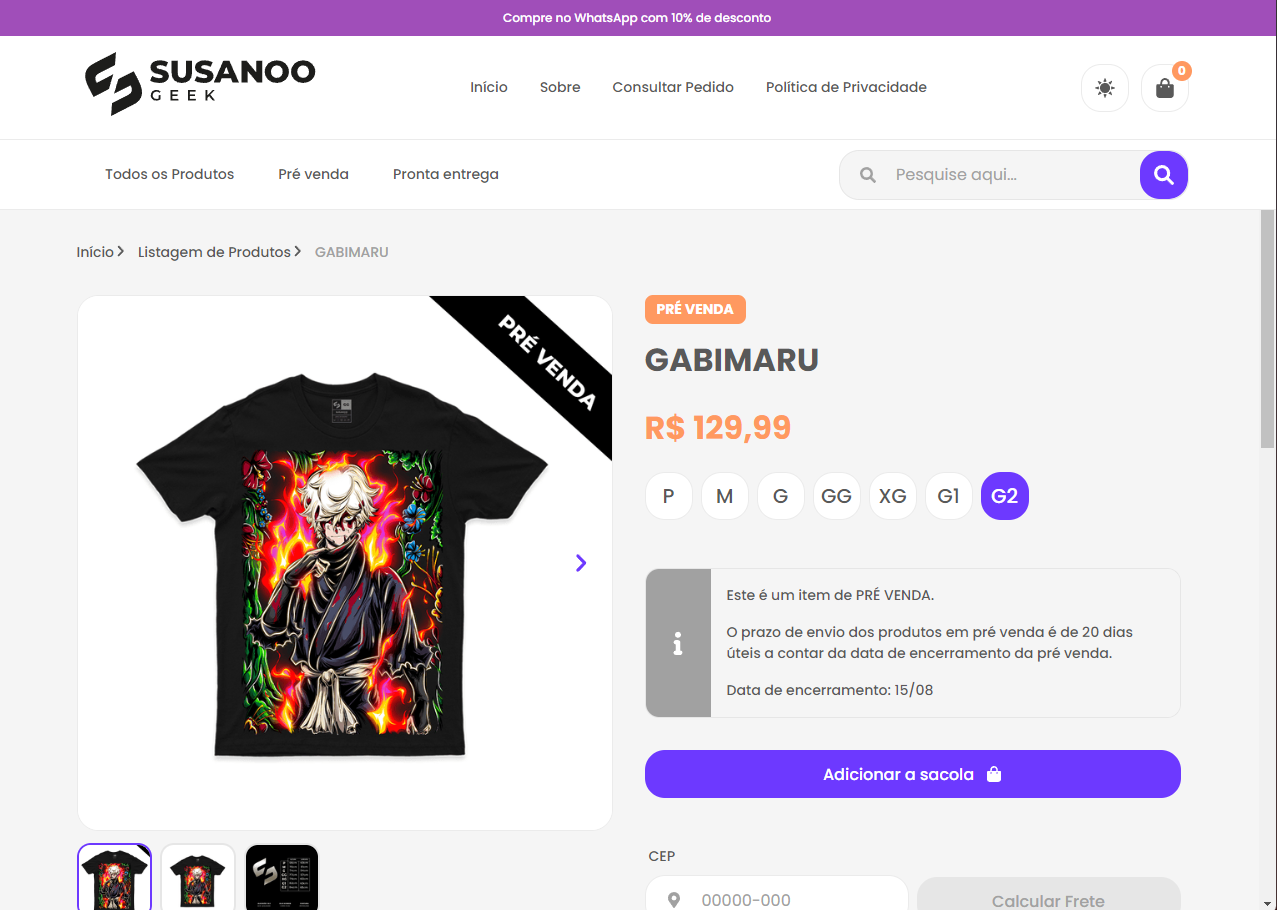 Compre no WhatsApp com 10% de desconto
SUSANOO
GEEK
Início
Sobre
Consultar Pedido
Política de Privacidade
0
Todos os Produtos
Pré venda
Pronta entrega
Pesquise aqui...
Início
Listagem de Produtos
GABIMARU
PRÉ VENDA
PRÉ VENDA
GABIMARU
R$ 129,99
P
M
G
GG
XG
G1
G2
Este é um item de PRÉ VENDA.
O prazo de envio dos produtos em pré venda é de 20 dias
úteis a contar da data de encerramento da pré venda.
Data de encerramento: 15/08
Adicionar a sacola
CEP
00000-000
Calcular Frete